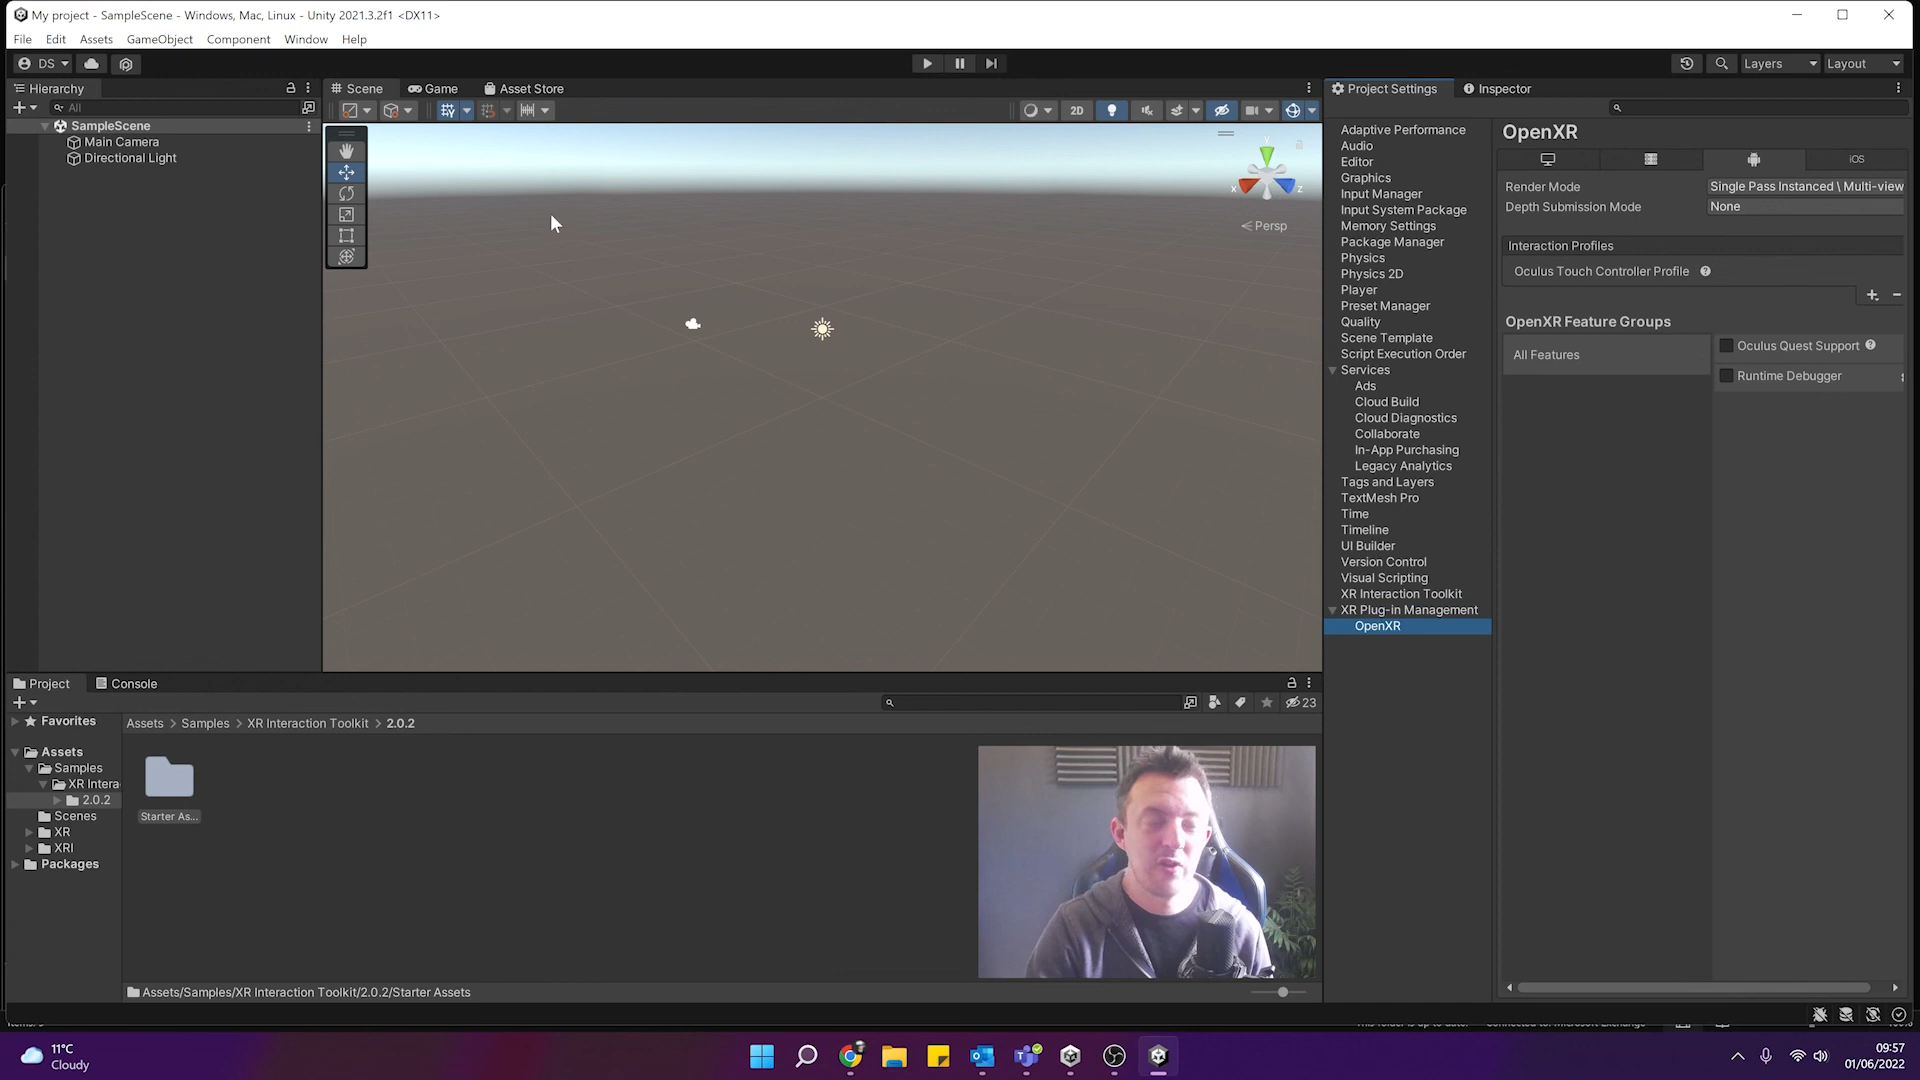 My project - SampleScene - Windows, Mac, Linux - Unity 2021.3.2f1 <DX11>
File Edit Assets GameObject Component Window Help
DS
Layers
Layout
Hierarchy
All
SampleScene
Main Camera
Directional Light
Scene
Game
Asset Store
2D
y
x
z
Persp
Project Settings
Inspector
Adaptive Performance
Audio
Editor
Graphics
Input Manager
Input System Package
Memory Settings
Package Manager
Physics
Physics 2D
Player
Preset Manager
Quality
Scene Template
Script Execution Order
Services
Ads
Cloud Build
Cloud Diagnostics
Collaborate
In-App Purchasing
Legacy Analytics
Tags and Layers
TextMesh Pro
Time
Timeline
UI Builder
Version Control
Visual Scripting
XR Interaction Toolkit
XR Plug-in Management
OpenXR
OpenXR
iOS
Render Mode
Single Pass Instanced \ Multi-view
Depth Submission Mode
None
Interaction Profiles
Oculus Touch Controller Profile
OpenXR Feature Groups
All Features
Oculus Quest Support
Runtime Debugger
Project
Console
23
Favorites
Assets
Samples
XR Intera
2.0.2
Scenes
XR
XRI
Packages
Assets > Samples > XR Interaction Toolkit > 2.0.2
Starter As...
Assets/Samples/XR Interaction Toolkit/2.0.2/Starter Assets
11°C
Cloudy
09:57
01/06/2022